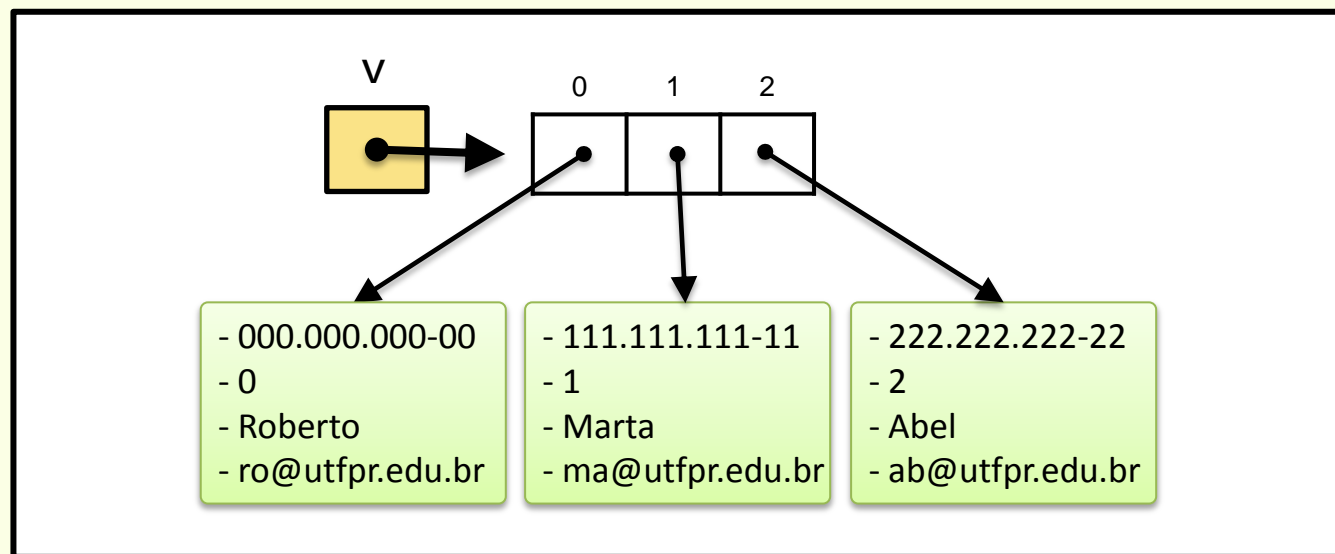 V
0 1 2
- 000.000.000-00
- 0
- Roberto
- ro@utfpr.edu.br
- 111.111.111-11
- 1
- Marta
- ma@utfpr.edu.br
- 222.222.222-22
- 2
- Abel
- ab@utfpr.edu.br